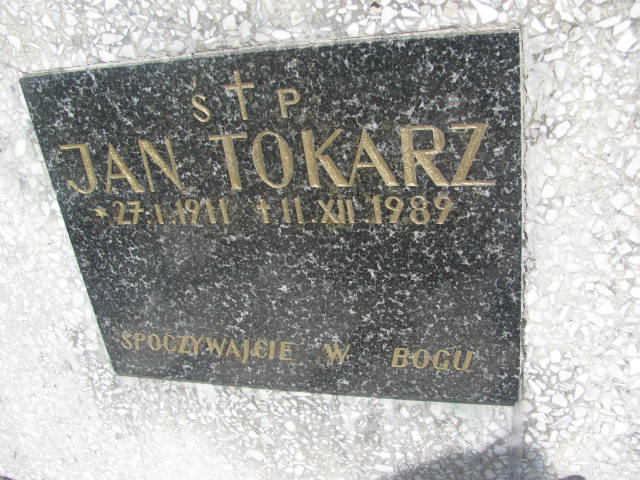 Ś † P
JAN TOKARZ
* 27.I.1911 † 11.XII.1989
SPOCZYWAJCIE W BOGU